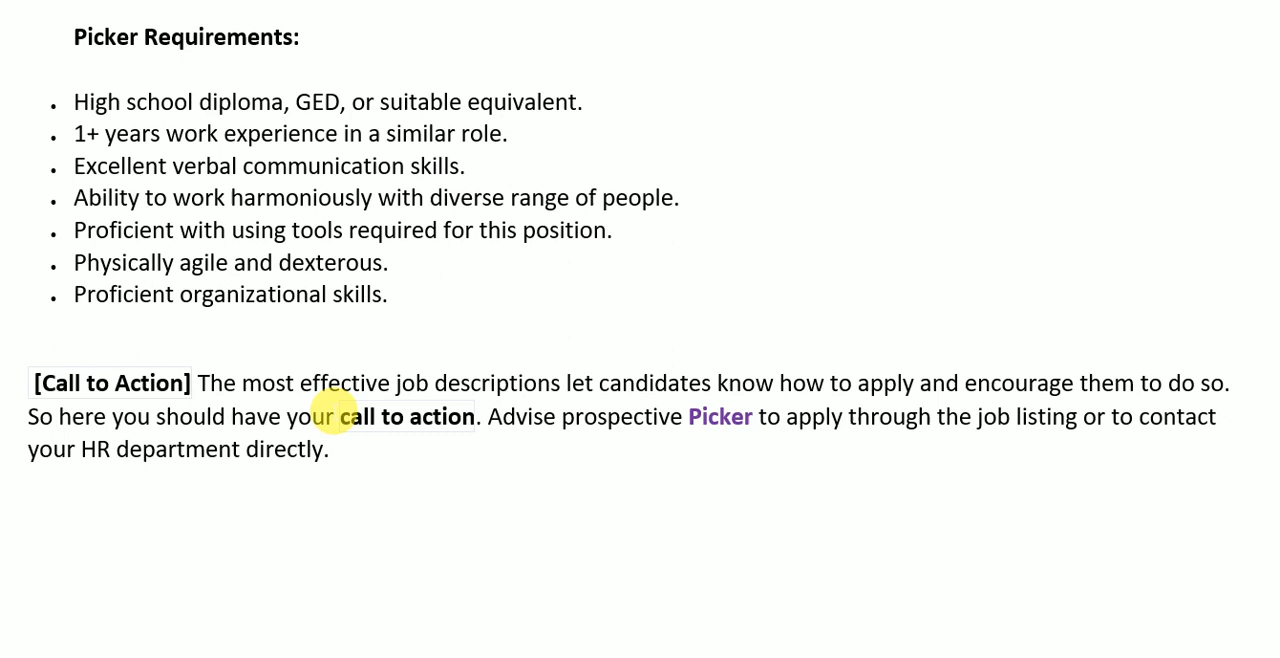 Picker Requirements:
• High school diploma, GED, or suitable equivalent.
• 1+ years work experience in a similar role.
• Excellent verbal communication skills.
• Ability to work harmoniously with diverse range of people.
• Proficient with using tools required for this position.
• Physically agile and dexterous.
• Proficient organizational skills.
[Call to Action] The most effective job descriptions let candidates know how to apply and encourage them to do so.
So here you should have your call to action. Advise prospective Picker to apply through the job listing or to contact
your HR department directly.